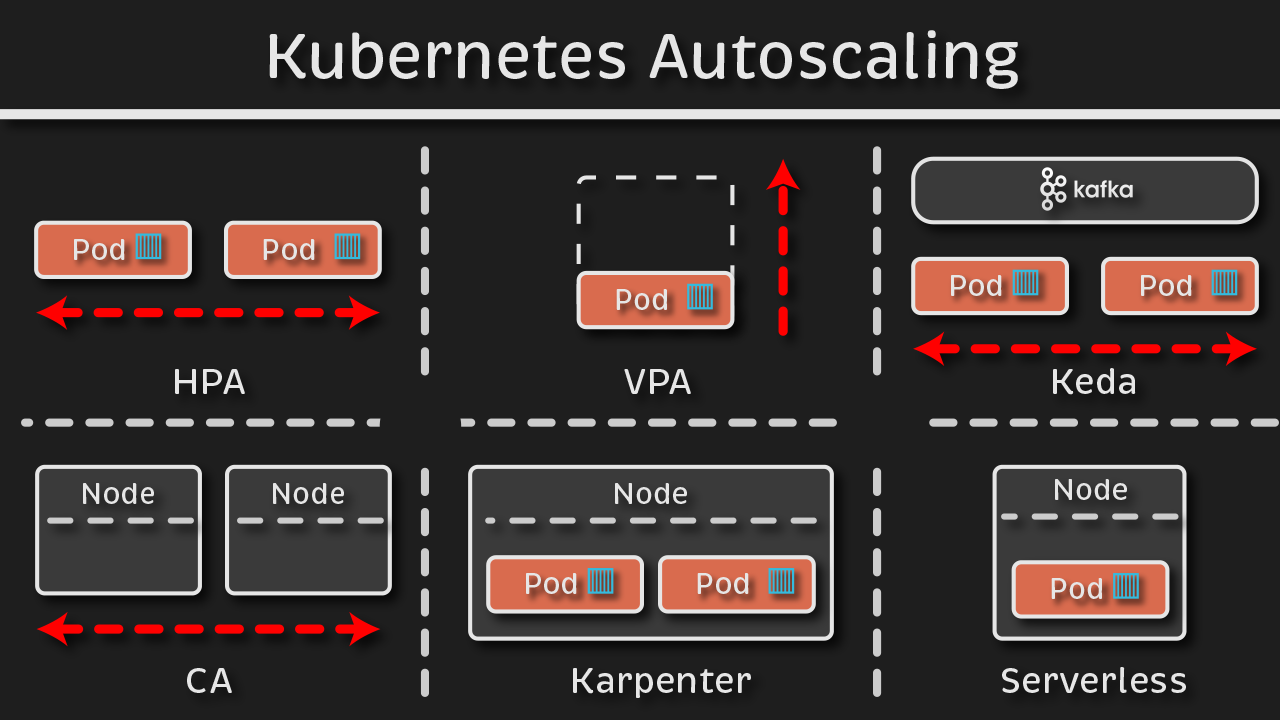 Kubernetes Autoscaling
Pod
Pod
HPA
Pod
VPA
kafka
Pod
Pod
Keda
Node
Node
CA
Node
Pod
Pod
Karpenter
Node
Pod
Serverless